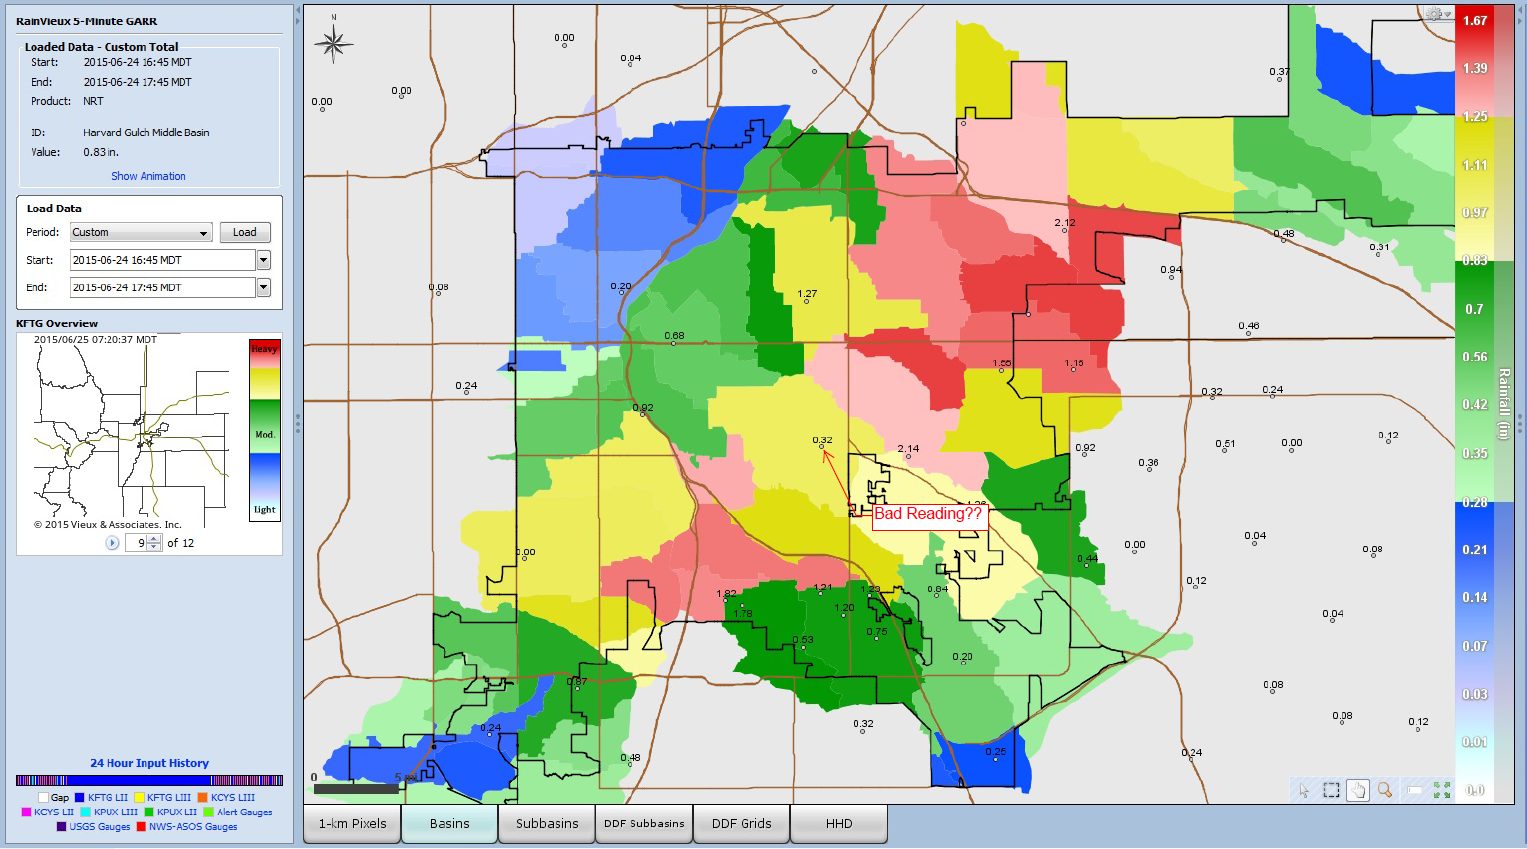 RainVieux 5-Minute GARR
Loaded Data - Custom Total
Start: 2015-06-24 16:45 MDT
End: 2015-06-24 17:45 MDT
Product: NRT
ID: Harvard Gulch Middle Basin
Value: 0.83 in.
Show Animation
Load Data
Period: Custom Load
Start: 2015-06-24 16:45 MDT
End: 2015-06-24 17:45 MDT
KFTG Overview
2015/06/25 07:20:37 MDT
Heavy
Mod.
Light
© 2015 Vieux & Associates, Inc.
9 of 12
24 Hour Input History
Gap KFTG LII KFTG LIII KCYS LIII
KCYS LII KPUX LIII KPUX LII Alert Gauges
USGS Gauges NWS-ASOS Gauges
N
0.00
0.04
0.00
0.00
0.37
2.12
0.48
0.31
0.94
0.08
0.20
1.27
0.46
0.68
1.16
0.24
0.32
0.24
0.92
0.32
2.14
0.92
0.36
0.51
0.00
0.12
Bad Reading??
0.00
0.44
0.00
0.04
0.08
0.12
1.82
1.78
1.21
1.23
1.20
0.64
0.04
0.53
0.75
0.20
0.87
0.08
0.24
0.32
0.08
0.12
0.48
0.25
0.24
0 5 mi
1.67
1.39
1.25
1.11
0.97
0.83
0.7
0.56
0.42
0.35
0.28
0.21
0.14
0.07
0.03
0.01
0.0
Rainfall (in)
1-km Pixels Basins Subbasins DDF Subbasins DDF Grids HHD